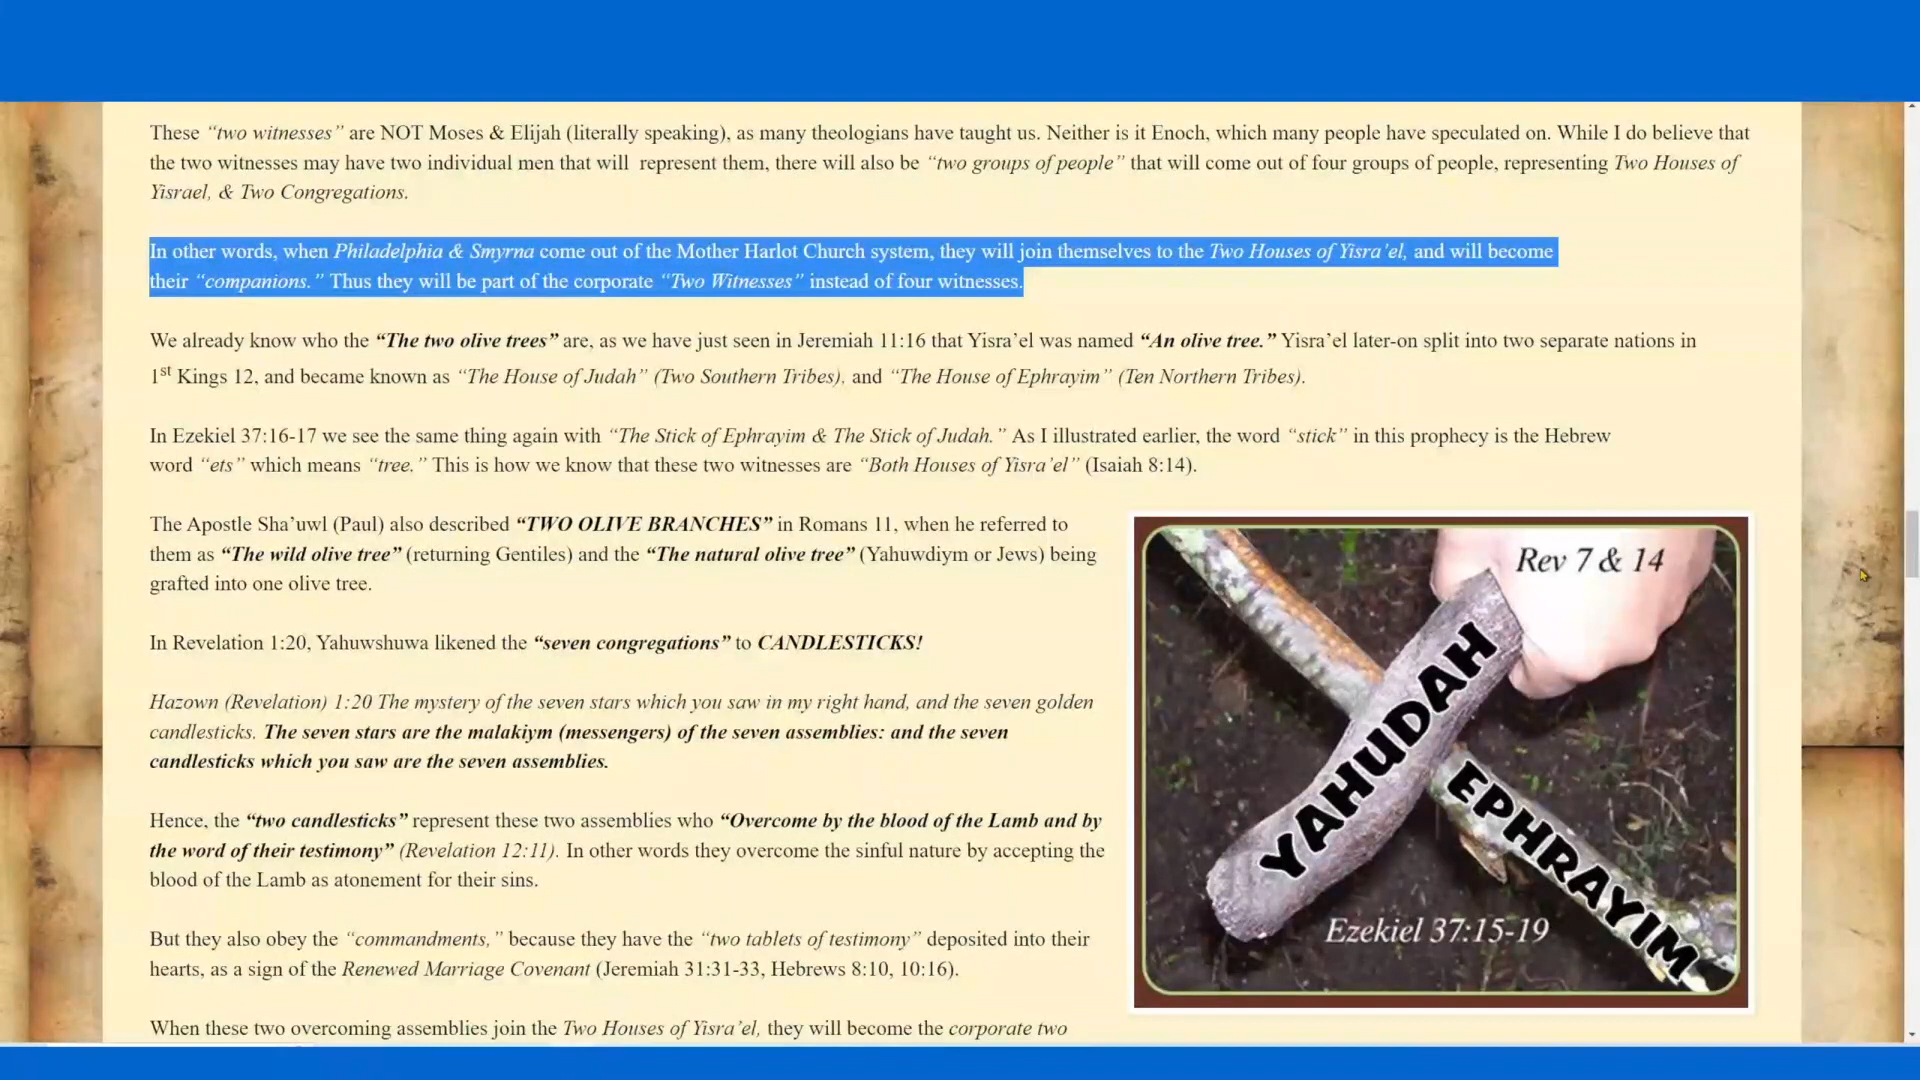 These “two witnesses” are NOT Moses & Elijah (literally speaking), as many theologians have taught us. Neither is it Enoch, which many people have speculated on. While I do believe that
the two witnesses may have two individual men that will represent them, there will also be “two groups of people” that will come out of four groups of people, representing Two Houses of
Yisrael, & Two Congregations.
In other words, when Philadelphia & Smyrna come out of the Mother Harlot Church system, they will join themselves to the Two Houses of Yisra’el, and will become
their “companions.” Thus they will be part of the corporate “Two Witnesses” instead of four witnesses.
We already know who the “The two olive trees” are, as we have just seen in Jeremiah 11:16 that Yisra’el was named “An olive tree.” Yisra’el later-on split into two separate nations in
1st Kings 12, and became known as “The House of Judah” (Two Southern Tribes), and “The House of Ephrayim” (Ten Northern Tribes).
In Ezekiel 37:16-17 we see the same thing again with “The Stick of Ephrayim & The Stick of Judah.” As I illustrated earlier, the word “stick” in this prophecy is the Hebrew
word “ets” which means “tree.” This is how we know that these two witnesses are “Both Houses of Yisra’el” (Isaiah 8:14).
The Apostle Sha’uwl (Paul) also described “TWO OLIVE BRANCHES” in Romans 11, when he referred to
them as “The wild olive tree” (returning Gentiles) and the “The natural olive tree” (Yahuwdiym or Jews) being
grafted into one olive tree.
In Revelation 1:20, Yahuwshuwa likened the “seven congregations” to CANDLESTICKS!
Hazown (Revelation) 1:20 The mystery of the seven stars which you saw in my right hand, and the seven golden
candlesticks. The seven stars are the malakiym (messengers) of the seven assemblies: and the seven
candlesticks which you saw are the seven assemblies.
Hence, the “two candlesticks” represent these two assemblies who “Overcome by the blood of the Lamb and by
the word of their testimony” (Revelation 12:11). In other words they overcome the sinful nature by accepting the
blood of the Lamb as atonement for their sins.
But they also obey the “commandments,” because they have the “two tablets of testimony” deposited into their
hearts, as a sign of the Renewed Marriage Covenant (Jeremiah 31:31-33, Hebrews 8:10, 10:16).
When these two overcoming assemblies join the Two Houses of Yisra’el, they will become the corporate two
Rev 7 & 14
YAHUDAH
EPHRAYIM
Ezekiel 37:15-19